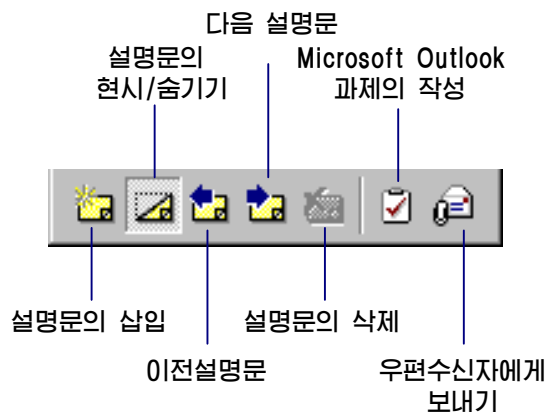 다음 설명문
설명문의
현시/숨기기
Microsoft Outlook
과제의 작성
설명문의 삽입
설명문의 삭제
이전설명문
우편수신자에게
보내기